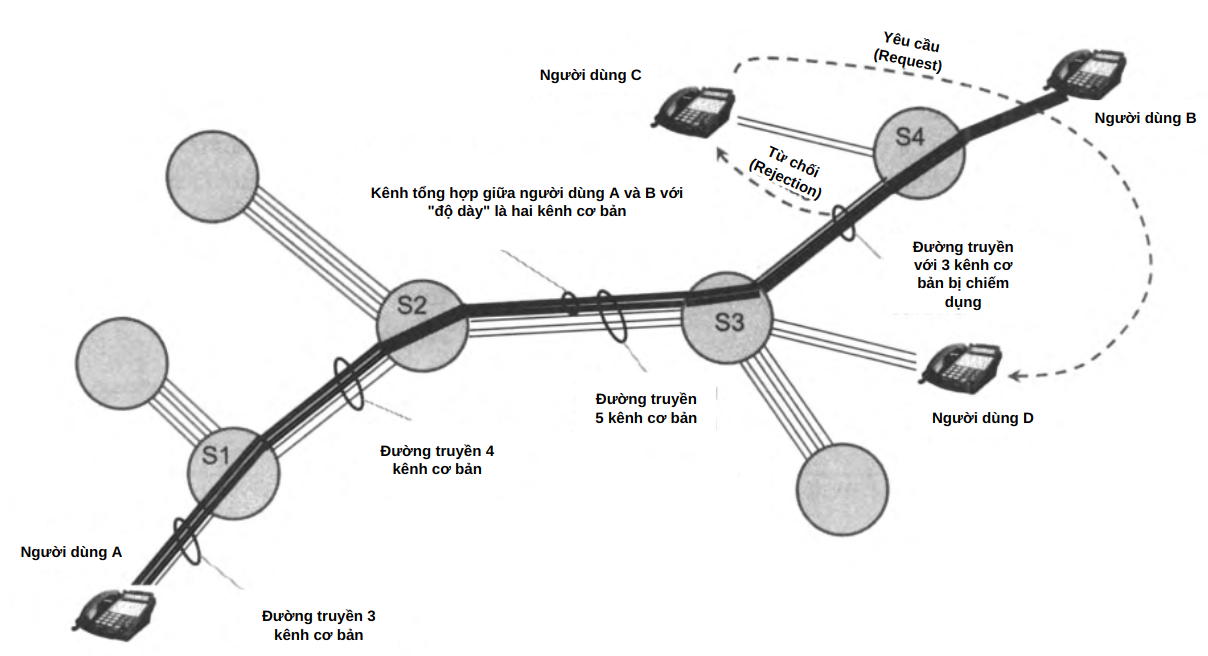 Yêu cầu
(Request)
Người dùng C
Người dùng B
S4
Từ chối
(Rejection)
Kênh tổng hợp giữa người dùng A và B với
"độ dày" là hai kênh cơ bản
Đường truyền
với 3 kênh cơ
bản bị chiếm
dụng
S2
S3
Đường truyền
5 kênh cơ bản
Người dùng D
S1
Đường truyền 4
kênh cơ bản
Người dùng A
Đường truyền 3
kênh cơ bản